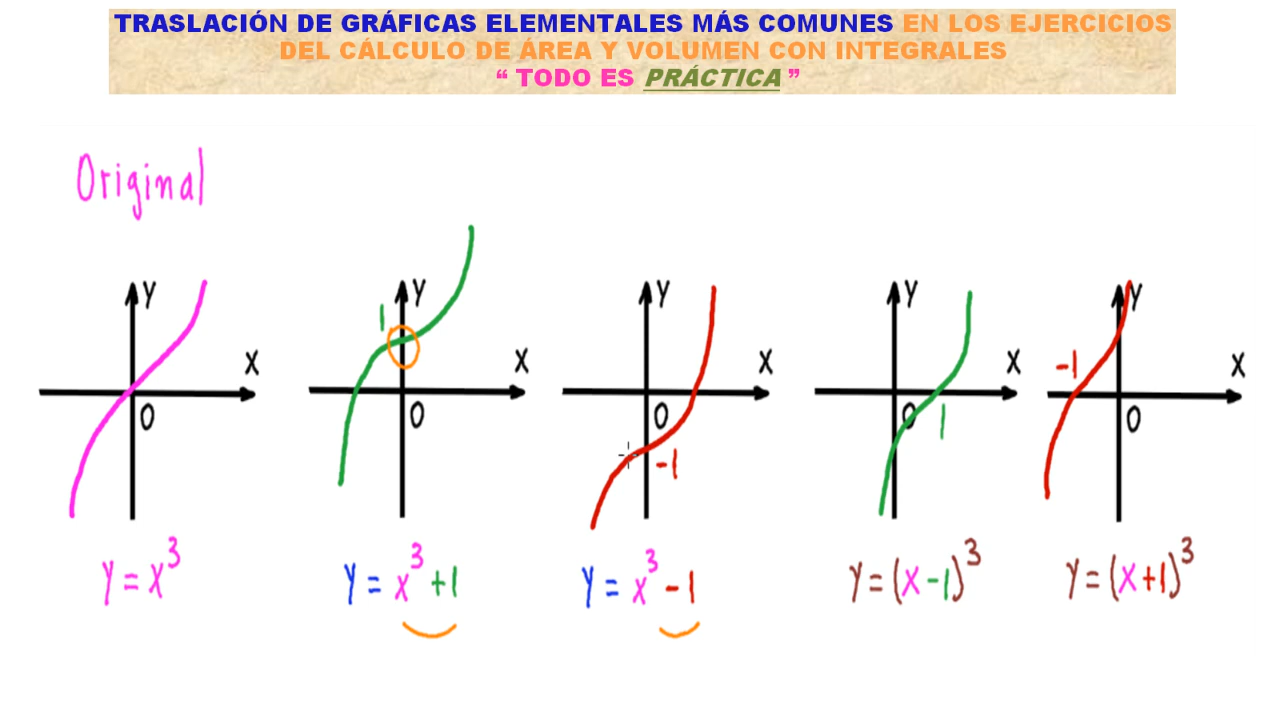 TRASLACIÓN DE GRÁFICAS ELEMENTALES MÁS COMUNES EN LOS EJERCICIOS
DEL CÁLCULO DE ÁREA Y VOLUMEN CON INTEGRALES
“ TODO ES PRÁCTICA ”
Original
Y
X
0
y = x³
1
Y
X
0
y = x³ +1
Y
X
0
-1
y = x³ - 1
Y
X
0
1
y = (x -1)³
Y
-1
X
0
y = (x +1)³